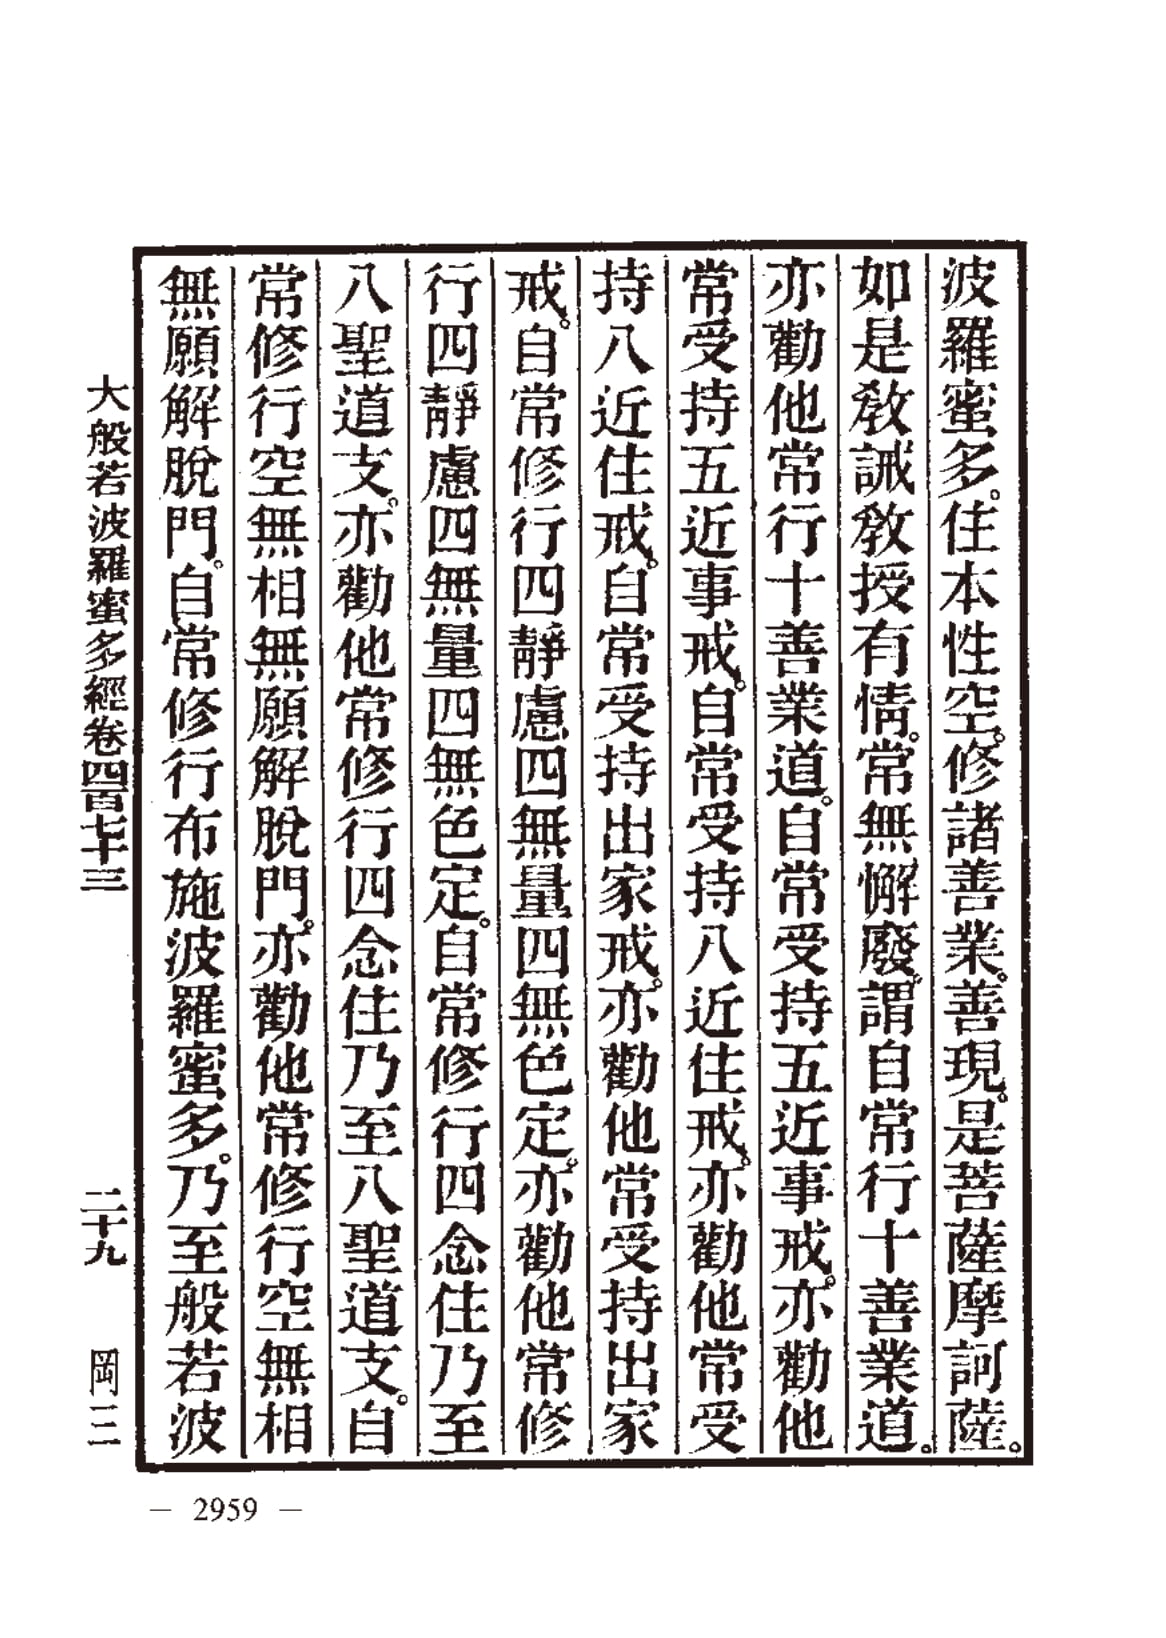 波羅蜜多。住本性空。修諸善業。善現。是菩薩摩訶薩。
如是敎誡敎授有情。常無懈廢。謂自常行十善業道。
亦勸他常行十善業道。自常受持五近事戒。亦勸他
常受持五近事戒。自常受持八近住戒。亦勸他常受
持八近住戒。自常受持出家戒。亦勸他常受持出家
戒。自常修行四靜慮四無量四無色定。亦勸他常修
行四靜慮四無量四無色定。自常修行四念住乃至
八聖道支。亦勸他常修行四念住乃至八聖道支。自
常修行空無相無願解脫門。亦勸他常修行空無相
無願解脫門。自常修行布施波羅蜜多。乃至般若波
大般若波羅蜜多經卷四百七十三 二十九 岡三
— 2959 —